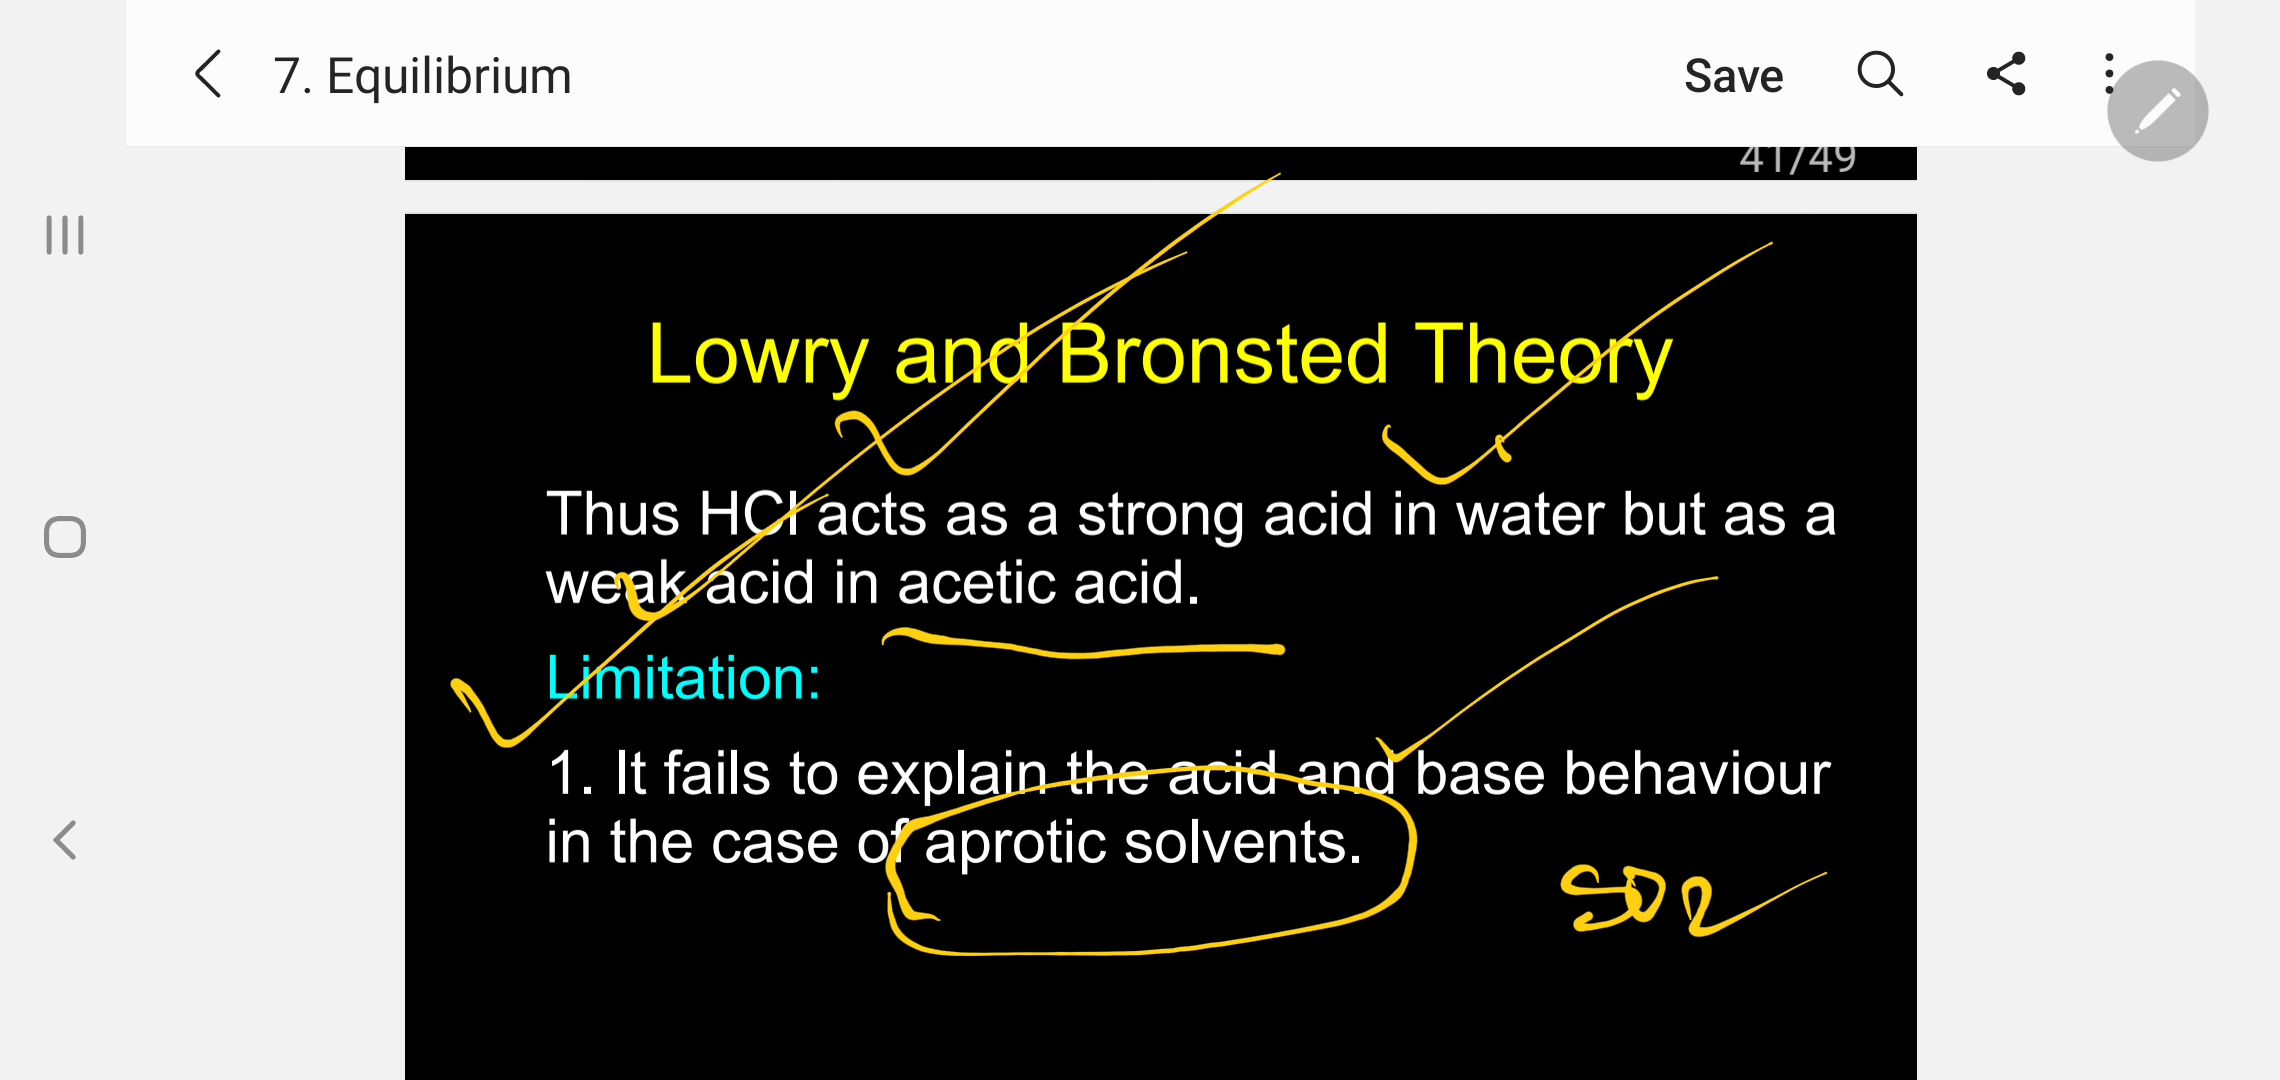 7. Equilibrium
Save
41/49
Lowry and Bronsted Theory
Thus HCl acts as a strong acid in water but as a
weak acid in acetic acid.
Limitation:
1. It fails to explain the acid and base behaviour
in the case of aprotic solvents.
SO2